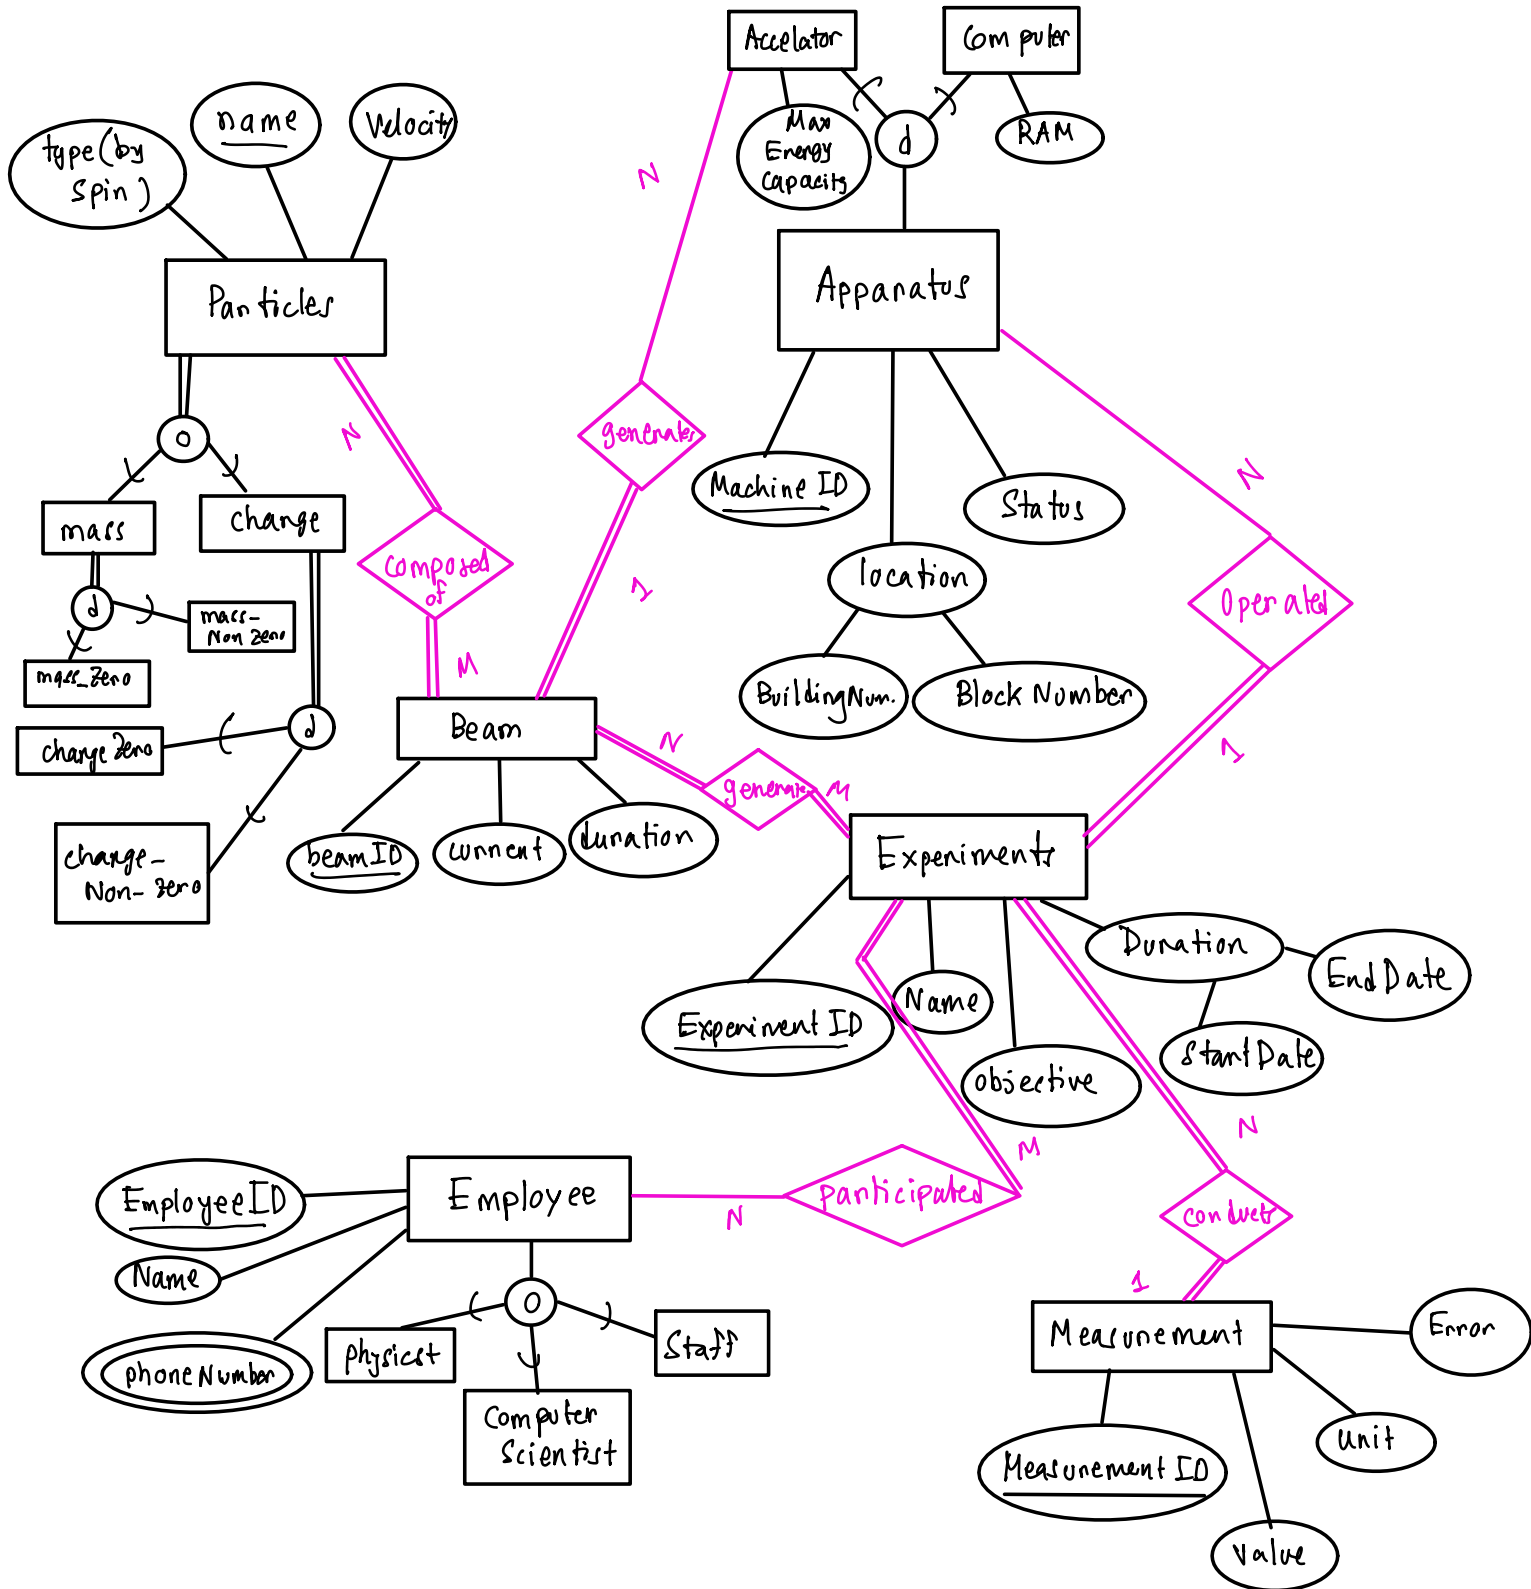 Accelator
Computer
Max
Energy
Capacity
d
RAM
type(by
spin)
name
Velocity
N
Particles
Apparatus
N
O
generates
N
mass
charge
Machine ID
Status
composed
of
location
1
Operated
d
mass-
Non Zero
mass_Zero
M
BuildingNum.
Block Number
charge Zero
d
Beam
N
generate
M
1
charge-
Non-Zero
beamID
current
duration
Experiments
Duration
End Date
Experiment ID
Name
Start Date
objective
M
N
EmployeeID
Employee
N
participated
conducts
Name
1
phoneNumber
O
physicst
Staff
Computer
Scientist
Measurement
Error
Unit
Measurement ID
Value